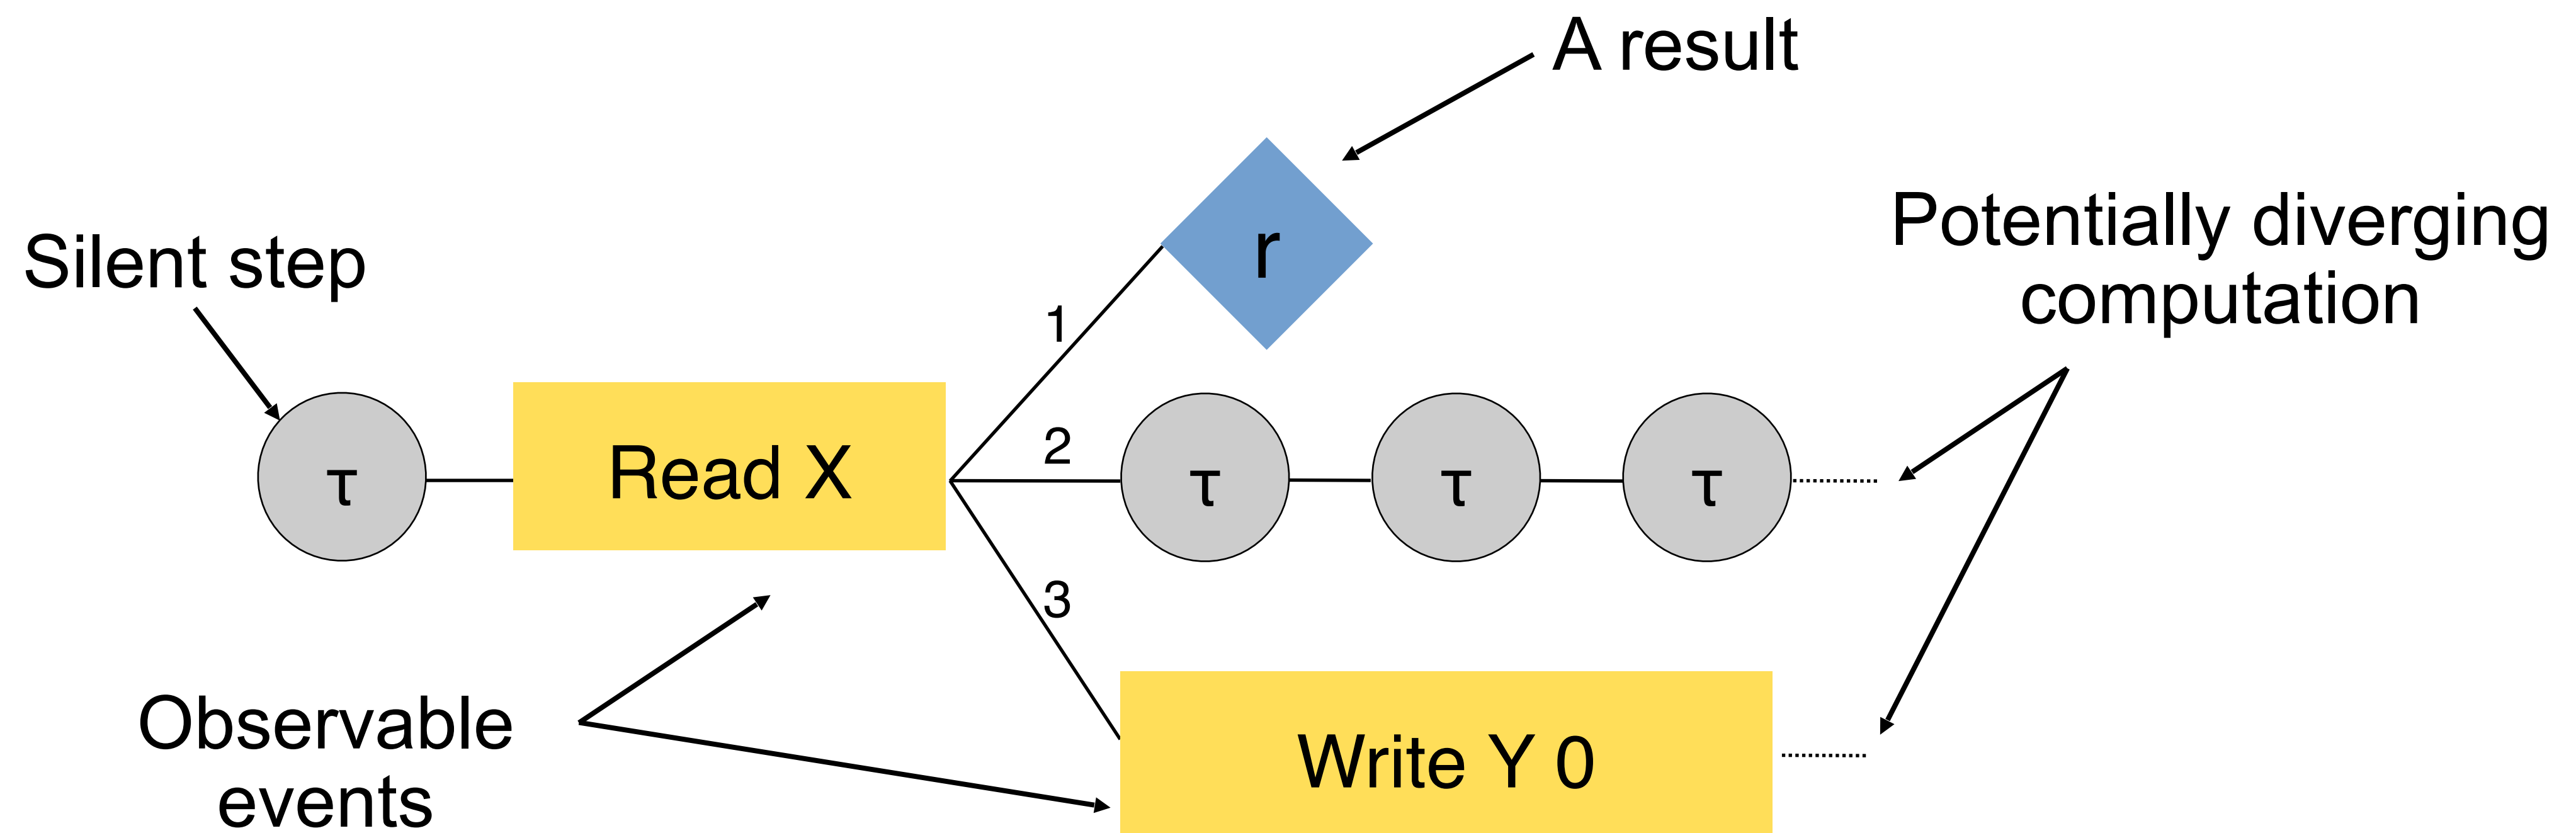 A result
Potentially diverging
computation
Silent step
r
1
2
3
τ
Read X
τ
τ
τ
Observable
events
Write Y 0